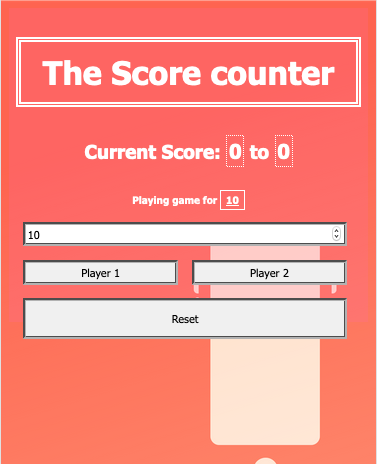 The Score counter
Current Score: 0 to 0
Playing game for 10
10
Player 1 Player 2
Reset